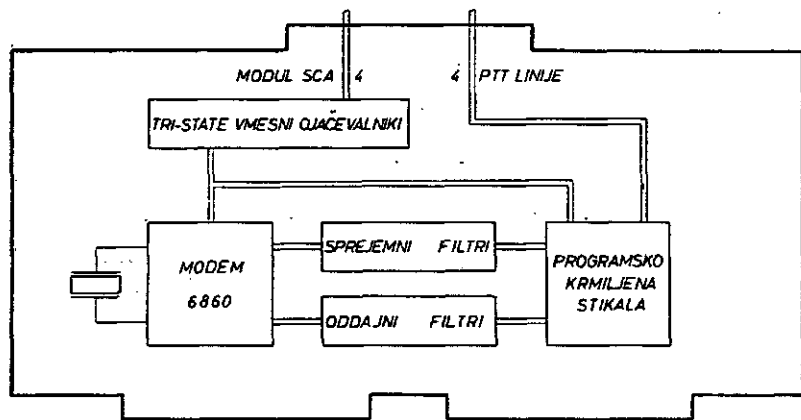 MODUL SCA 4
4 PTT LINIJE
TRI-STATE VMESNI OJAČEVALNIKI
MODEM
6860
SPREJEMNI FILTRI
ODDAJNI FILTRI
PROGRAMSKO
KRMILJENA
STIKALA